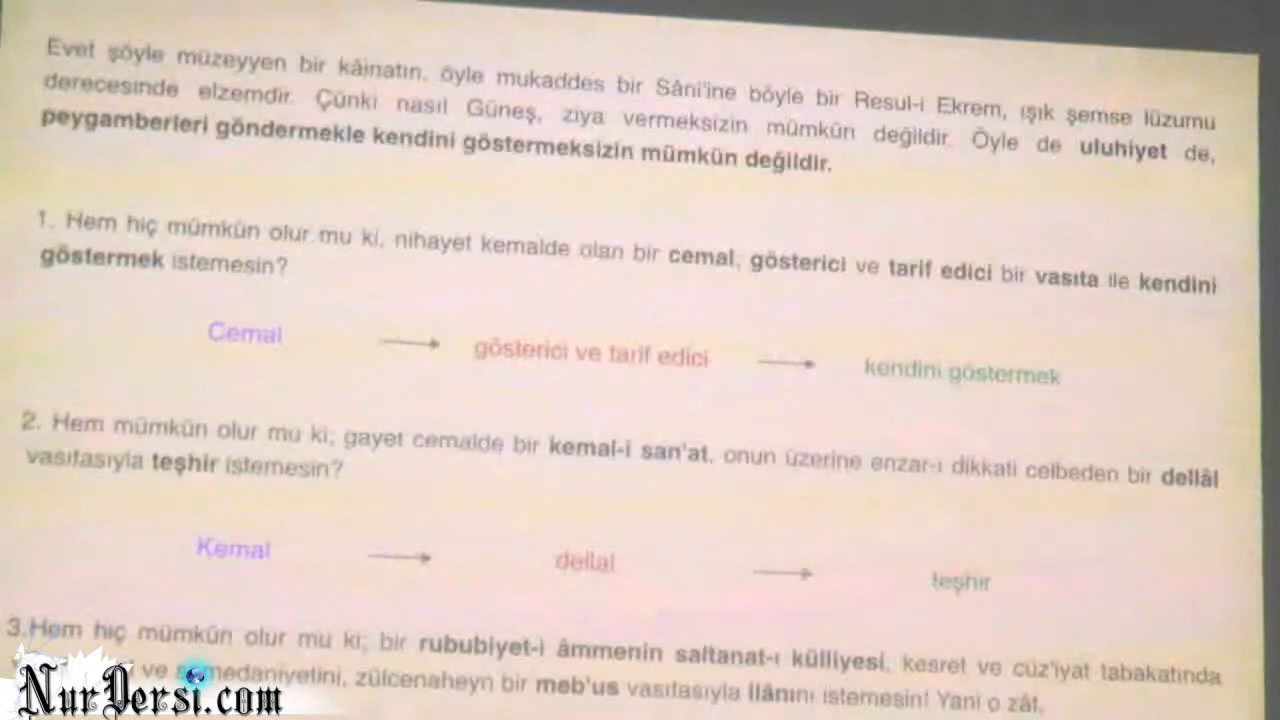 Evet şöyle müzeyyen bir kâinatın, öyle mukaddes bir Sâni'ine böyle bir Resul-i Ekrem, ışık şemse lüzumu
derecesinde elzemdir. Çünki nasıl Güneş, ziya vermeksizin mümkün değildir. Öyle de uluhiyet de,
peygamberleri göndermekle kendini göstermeksizin mümkün değildir.
1. Hem hiç mümkün olur mu ki, nihayet kemalde olan bir cemal, gösterici ve tarif edici bir vasıta ile kendini
göstermek istemesin?
Cemal gösterici ve tarif edici kendini göstermek
2. Hem mümkün olur mu ki; gayet cemalde bir kemal-i san'at, onun üzerine enzar-ı dikkati celbeden bir dellâl
vasıtasıyla teşhir istemesin?
Kemal dellal teşhir
3.Hem hiç mümkün olur mu ki; bir rububiyet-i âmmenin saltanat-ı külliyesi, kesret ve cüz'iyat tabakatında
ve samedaniyetini, zülcenaheyn bir meb'us vasıtasıyla ilânını istemesin! Yani o zât,
NurDersi.com